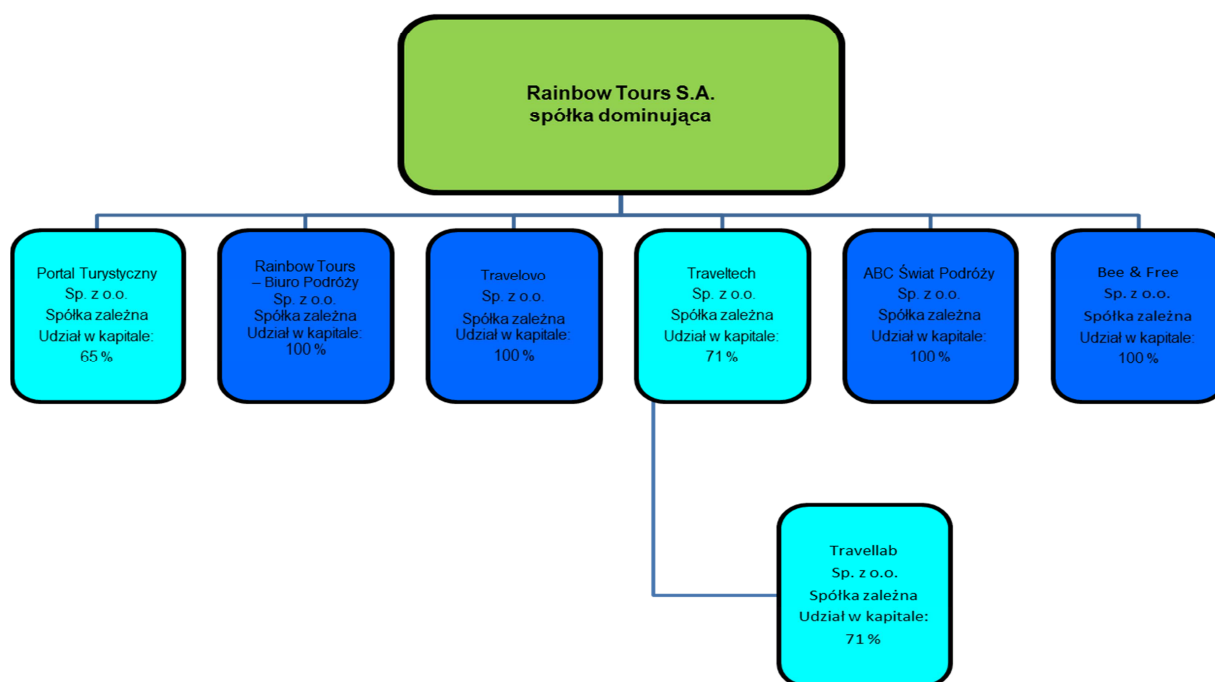 Rainbow Tours S.A.
spółka dominująca
Portal Turystyczny
Sp. z o.o.
Spółka zależna
Udział w kapitale:
65 %
Rainbow Tours
– Biuro Podróży
Sp. z o.o.
Spółka zależna
Udział w kapitale:
100 %
Travelovo
Sp. z o.o.
Spółka zależna
Udział w kapitale:
100 %
Traveltech
Sp. z o.o.
Spółka zależna
Udział w kapitale:
71 %
ABC Świat Podróży
Sp. z o.o.
Spółka zależna
Udział w kapitale:
100 %
Bee & Free
Sp. z o.o.
Spółka zależna
Udział w kapitale:
100 %
Travellab
Sp. z o.o.
Spółka zależna
Udział w kapitale:
71 %